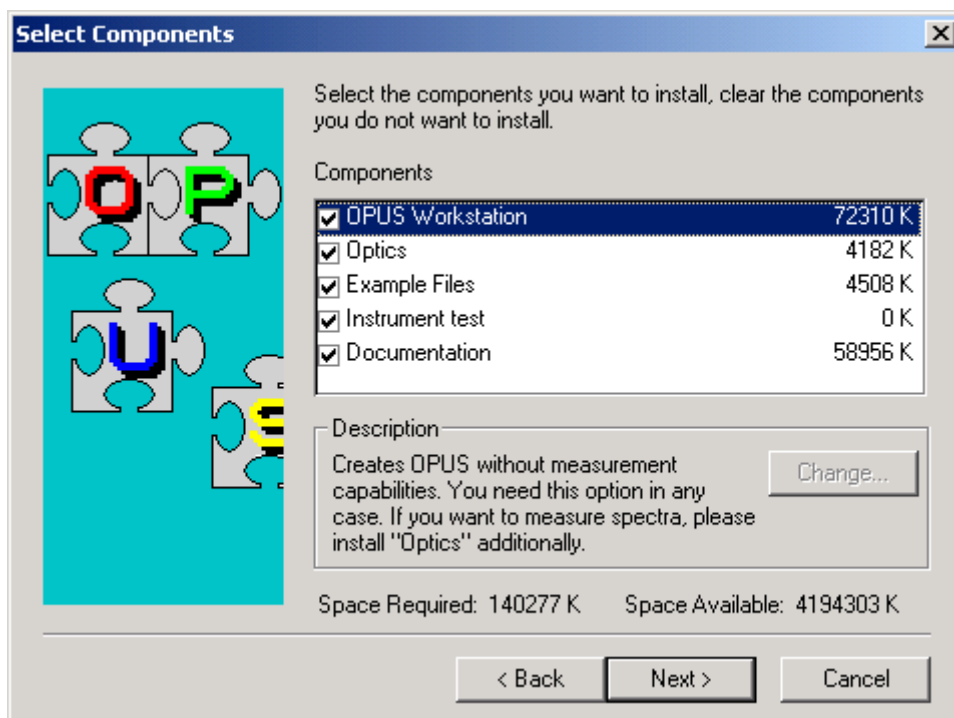 Select Components
Select the components you want to install, clear the components
you do not want to install.
Components
OPUS Workstation 72310 K
Optics 4182 K
Example Files 4508 K
Instrument test 0 K
Documentation 58956 K
O P
U S
Description
Creates OPUS without measurement
capabilities. You need this option in any
case. If you want to measure spectra, please
install "Optics" additionally.
Change...
Space Required: 140277 K Space Available: 4194303 K
< Back Next > Cancel